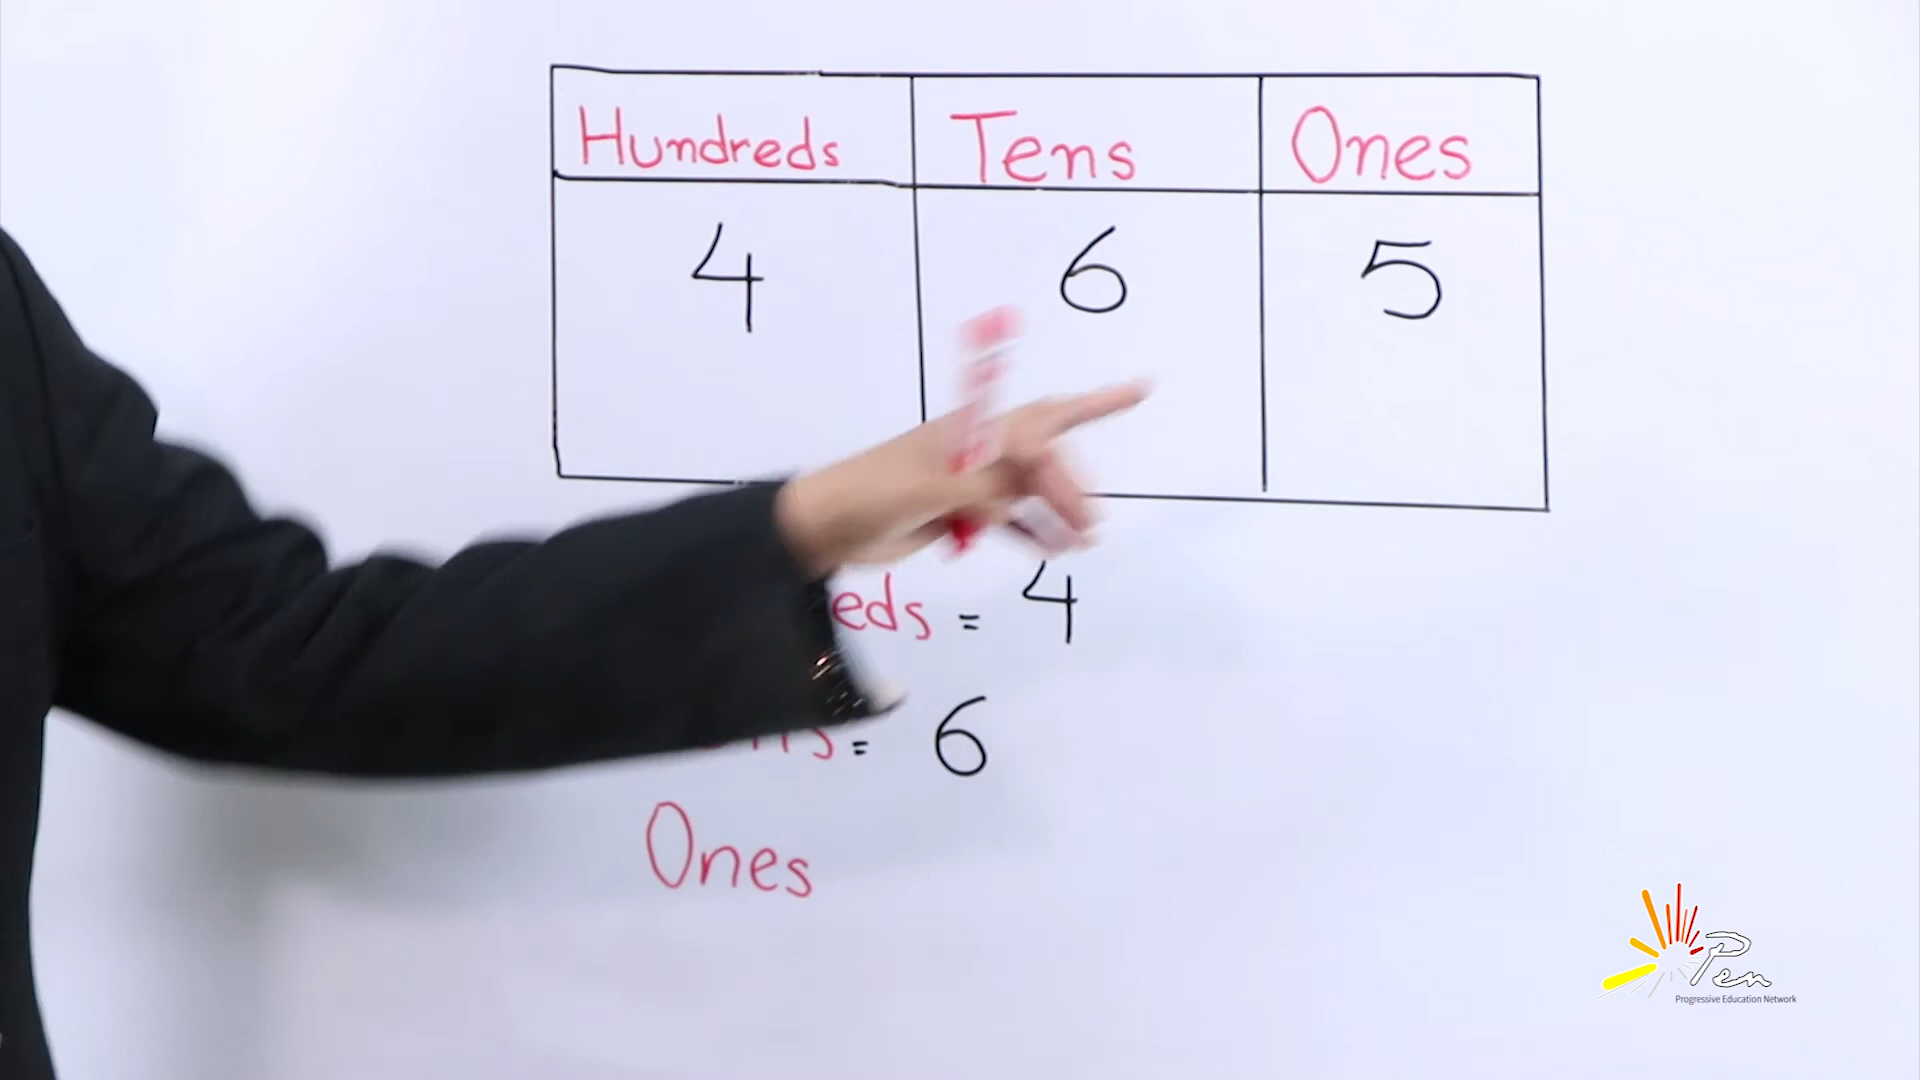 Hundreds Tens Ones
4 6 5
eds = 4
= 6
Ones
Pen
Progressive Education Network